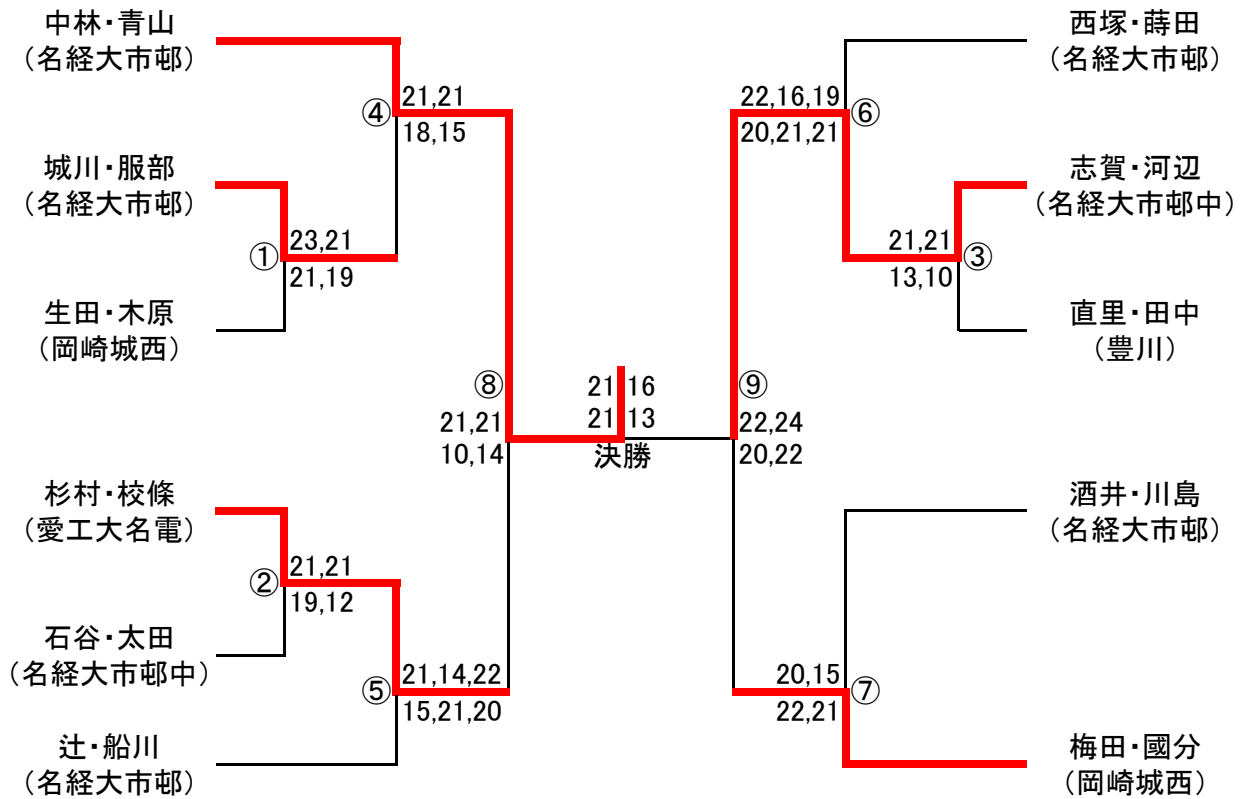 中林・青山
(名経大市邨)
城川・服部
(名経大市邨)
生田・木原
(岡崎城西)
杉村・校條
(愛工大名電)
石谷・太田
(名経大市邨中)
辻・船川
(名経大市邨)
④
21,21
18,15
①
23,21
21,19
⑧
21,21
10,14
②
21,21
19,12
⑤
21,14,22
15,21,20
21 16
21 13
決勝
22,16,19
20,21,21
⑥
21,21
13,10
③
⑨
22,24
20,22
20,15
22,21
⑦
西塚・蒔田
(名経大市邨)
志賀・河辺
(名経大市邨中)
直里・田中
(豊川)
酒井・川島
(名経大市邨)
梅田・國分
(岡崎城西)